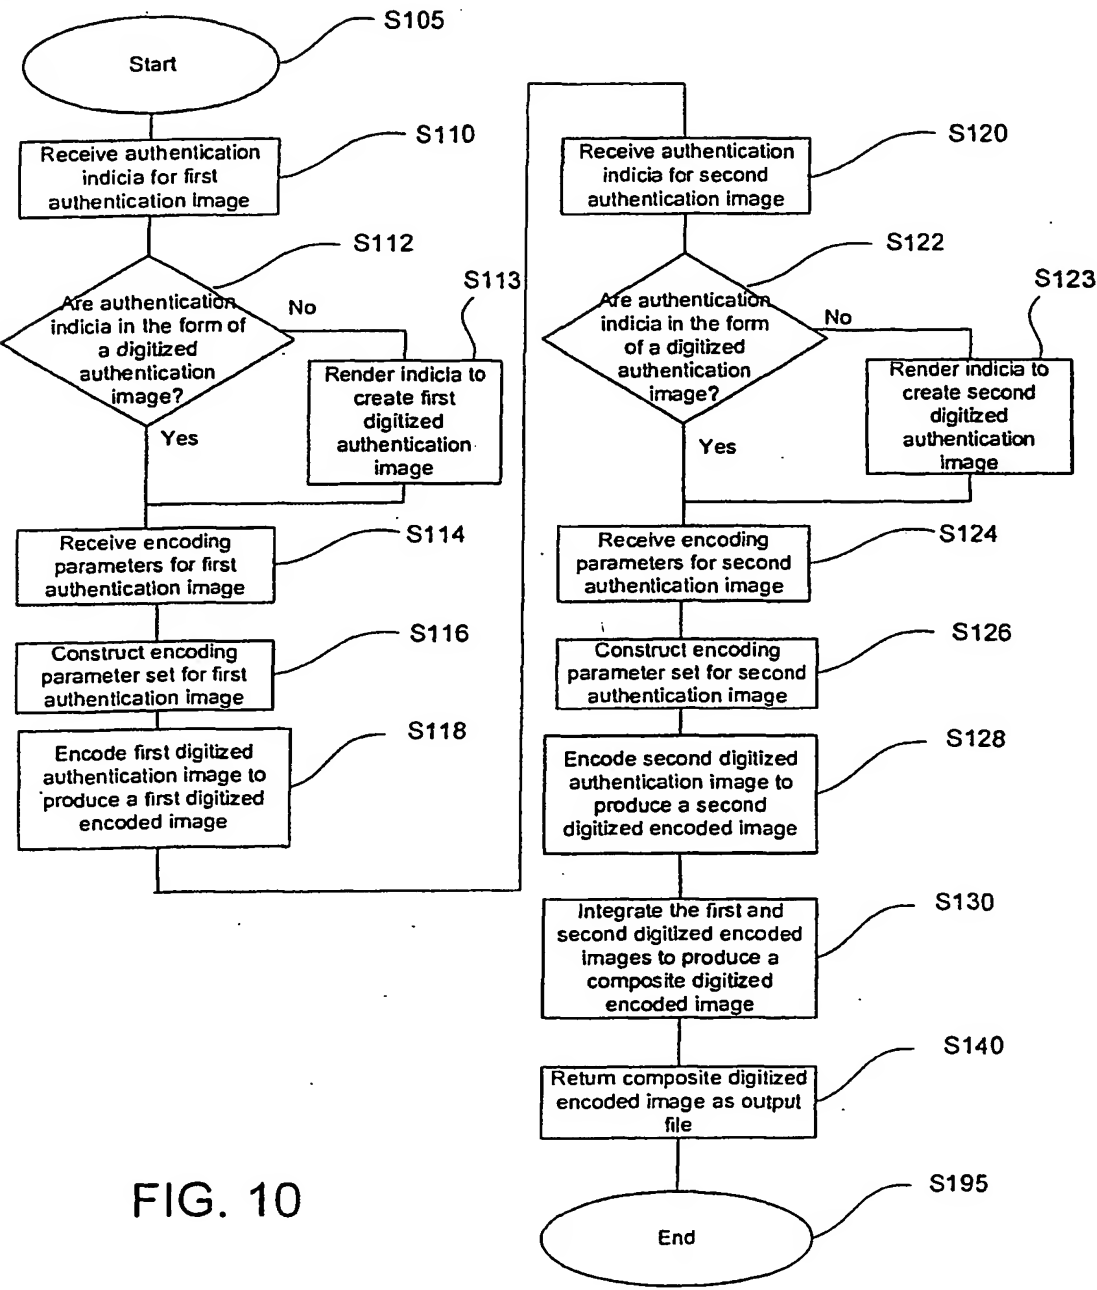 S105
Start
S110
Receive authentication
indicia for first
authentication image
S112
Are authentication
indicia in the form of
a digitized
authentication
image?
No
S113
Render indicia to
create first
digitized
authentication
image
Yes
S114
Receive encoding
parameters for first
authentication image
S116
Construct encoding
parameter set for first
authentication image
S118
Encode first digitized
authentication image to
produce a first digitized
encoded image
S120
Receive authentication
indicia for second
authentication image
S122
Are authentication
indicia in the form
of a digitized
authentication
image?
No
S123
Render indicia to
create second
digitized
authentication
image
Yes
S124
Receive encoding
parameters for second
authentication image
S126
Construct encoding
parameter set for second
authentication image
S128
Encode second digitized
authentication image to
produce a second
digitized encoded image
S130
Integrate the first and
second digitized encoded
images to produce a
composite digitized
encoded image
S140
Return composite digitized
encoded image as output
file
S195
End
FIG. 10